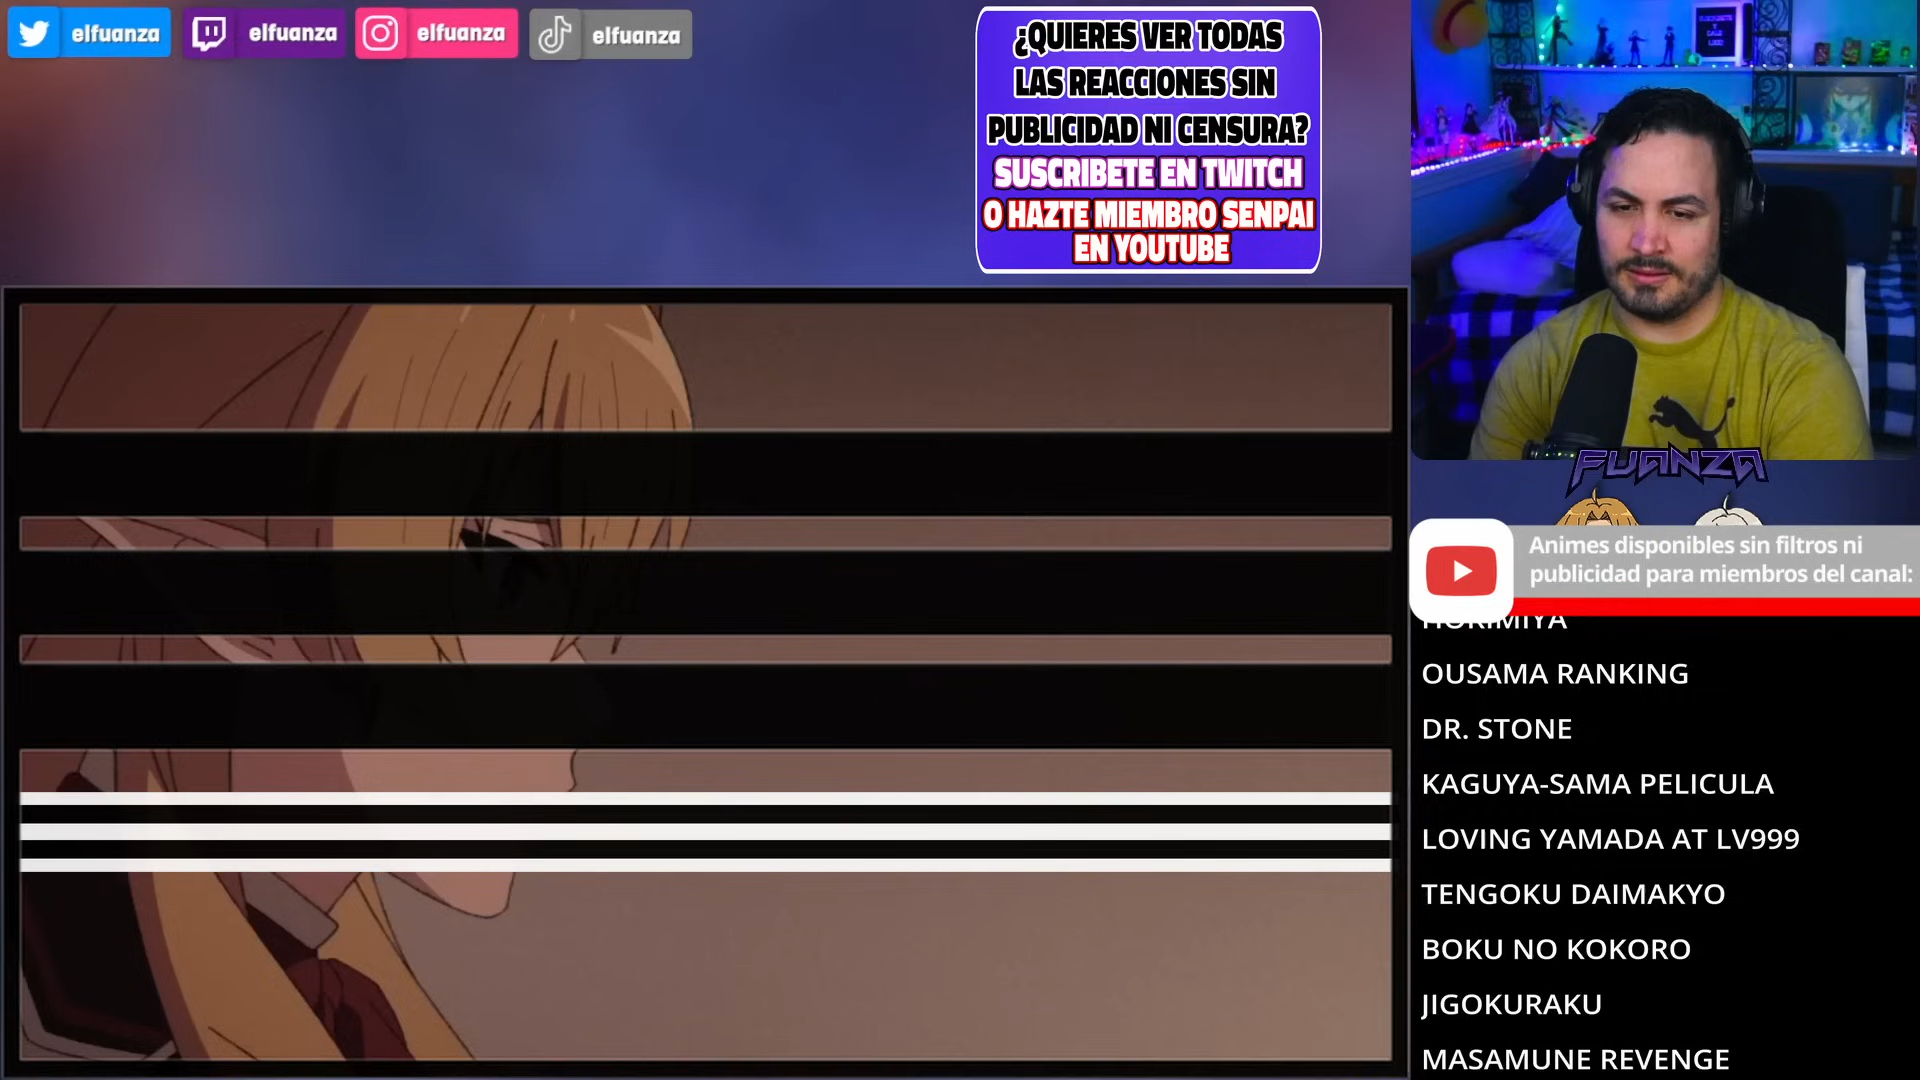 elfuanza
elfuanza
elfuanza
elfuanza
¿QUIERES VER TODAS
LAS REACCIONES SIN
PUBLICIDAD NI CENSURA?
SUSCRIBETE EN TWITCH
O HAZTE MIEMBRO SENPAI
EN YOUTUBE
FUANZA
Animes disponibles sin filtros ni
publicidad para miembros del canal:
HORIMIYA
OUSAMA RANKING
DR. STONE
KAGUYA-SAMA PELICULA
LOVING YAMADA AT LV999
TENGOKU DAIMAKYO
BOKU NO KOKORO
JIGOKURAKU
MASAMUNE REVENGE